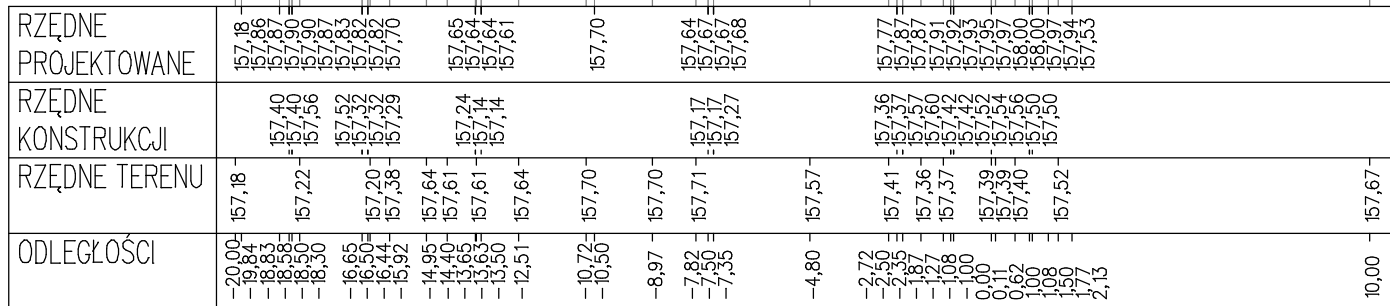 RZĘDNE
PROJEKTOWANE
157,18 157,86 157,87 157,90 157,90 157,87 157,83 157,82 157,82 157,70 157,65 157,64 157,64 157,61 157,70 157,64 157,67 157,67 157,68 157,77 157,87 157,87 157,91 157,92 157,93 157,95 157,97 158,00 158,00 157,97 157,94 157,53
RZĘDNE
KONSTRUKCJI
157,40 157,40 157,56 157,52 157,32 157,32 157,29 157,24 157,14 157,14 157,17 157,17 157,27 157,36 157,37 157,57 157,60 157,42 157,42 157,52 157,54 157,56 157,50 157,50
RZĘDNE TERENU
157,18 157,22 157,20 157,38 157,64 157,61 157,61 157,64 157,70 157,70 157,71 157,57 157,41 157,36 157,37 157,39 157,39 157,40 157,52 157,67
ODLEGŁOŚCI
-20,00 -19,84 -18,83 -18,58 -18,50 -18,30 -16,65 -16,50 -16,44 -15,92 -14,95 -14,40 -13,65 -13,63 -13,50 -12,51 -10,72 -10,50 -8,97 -7,82 -7,50 -7,35 -4,80 -2,72 -2,50 -2,35 -1,87 -1,27 -1,08 -1,00 0,00 0,11 0,62 1,00 1,08 1,50 1,77 2,13 10,00